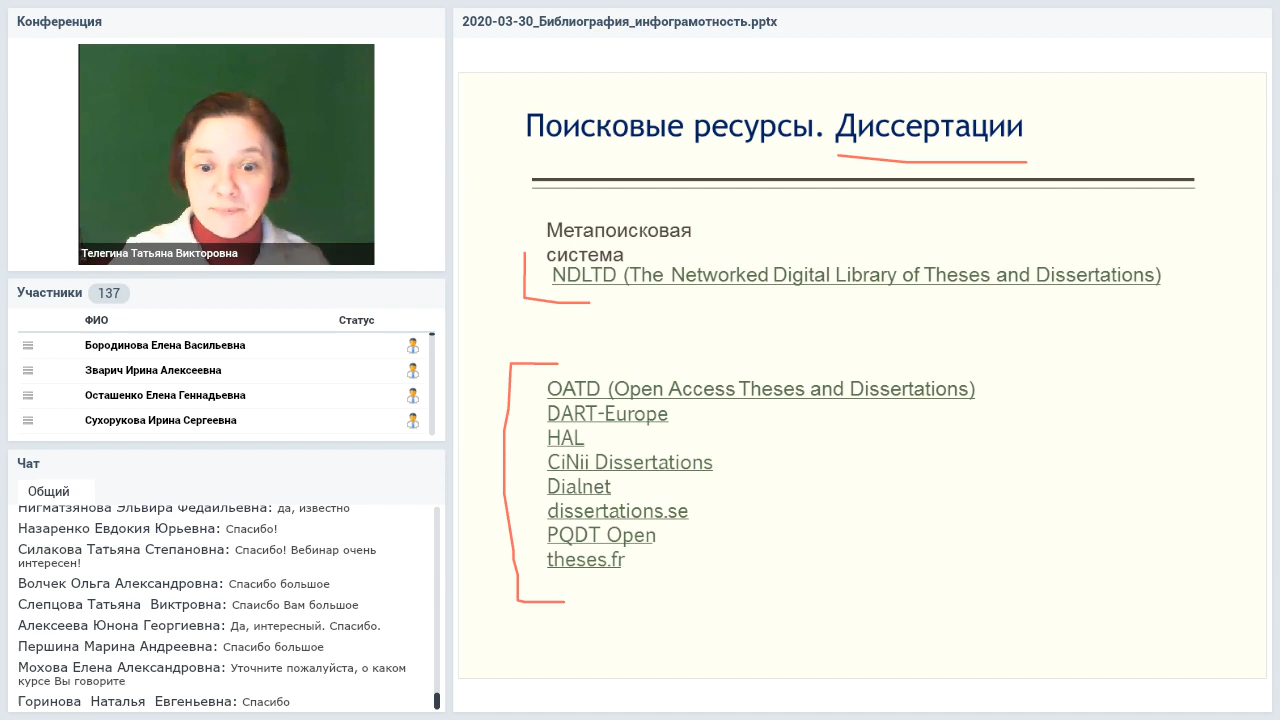 Конференция
Телегина Татьяна Викторовна
Участники 137
ФИО Статус
Бородинова Елена Васильевна
Зварич Ирина Алексеевна
Осташенко Елена Геннадьевна
Сухорукова Ирина Сергеевна
Чат
Общий
Нигматзянова Эльвира Федаильевна: да, известно
Назаренко Евдокия Юрьевна: Спасибо!
Силакова Татьяна Степановна: Спасибо! Вебинар очень
интересен!
Волчек Ольга Александровна: Спасибо большое
Слепцова Татьяна Виктровна: Спаисбо Вам большое
Алексеева Юнона Георгиевна: Да, интересный. Спасибо.
Першина Марина Андреевна: Спасибо большое
Мохова Елена Александровна: Уточните пожалуйста, о каком
курсе Вы говорите
Горинова Наталья Евгеньевна: Спасибо
2020-03-30_Библиография_инфограмотность.pptx
Поисковые ресурсы. Диссертации
Метапоисковая
система
NDLTD (The Networked Digital Library of Theses and Dissertations)
OATD (Open Access Theses and Dissertations)
DART-Europe
HAL
CiNii Dissertations
Dialnet
dissertations.se
PQDT Open
theses.fr